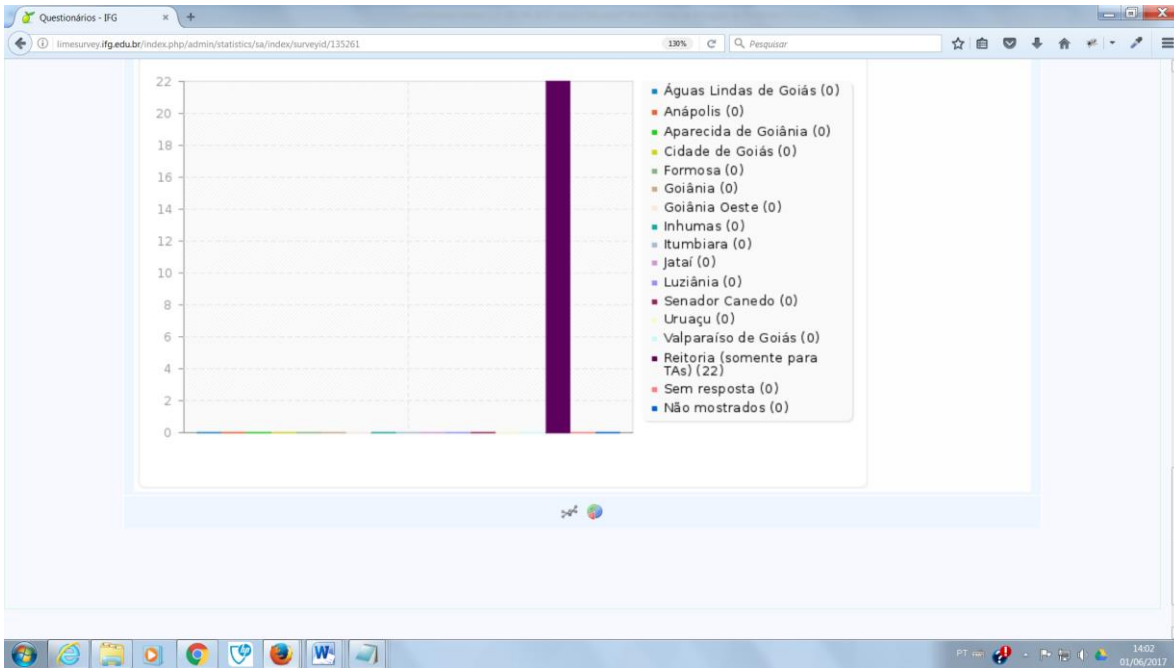 Questionários - IFG
limesurvey.ifg.edu.br/index.php/admin/statistics/sa/index/surveyid/135261
130%
Pesquisar
22
20
18
16
14
12
10
8
6
4
2
0
Águas Lindas de Goiás (0)
Anápolis (0)
Aparecida de Goiânia (0)
Cidade de Goiás (0)
Formosa (0)
Goiânia (0)
Goiânia Oeste (0)
Inhumas (0)
Itumbiara (0)
Jataí (0)
Luziânia (0)
Senador Canedo (0)
Uruaçu (0)
Valparaíso de Goiás (0)
Reitoria (somente para
TAs) (22)
Sem resposta (0)
Não mostrados (0)
PT
14:02
01/06/2017